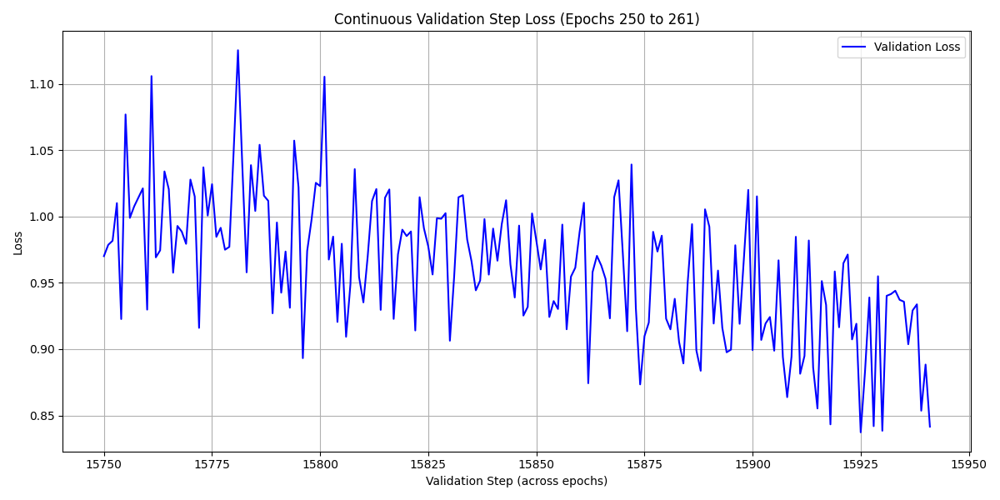 Continuous Validation Step Loss (Epochs 250 to 261)
Validation Loss
Loss
1.10
1.05
1.00
0.95
0.90
0.85
15750 15775 15800 15825 15850 15875 15900 15925 15950
Validation Step (across epochs)